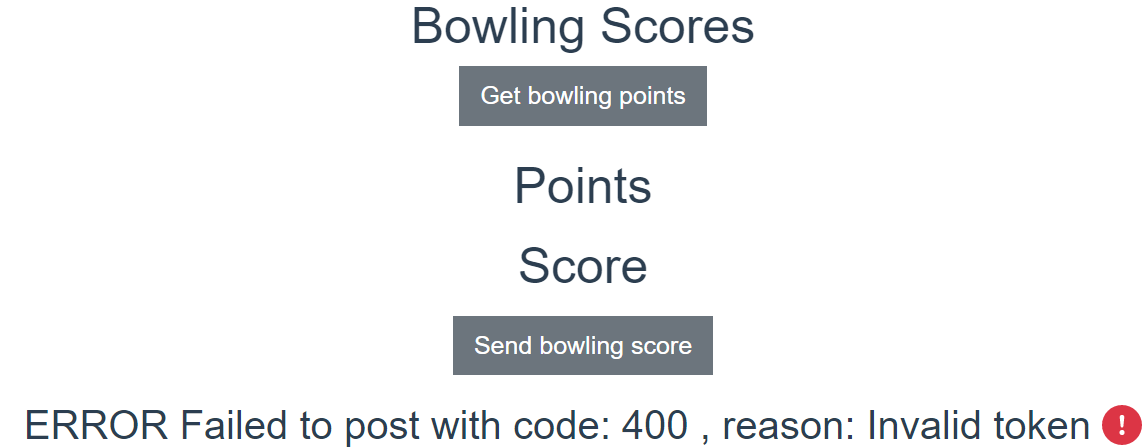 Bowling Scores
Get bowling points
Points
Score
Send bowling score
ERROR Failed to post with code: 400 , reason: Invalid token